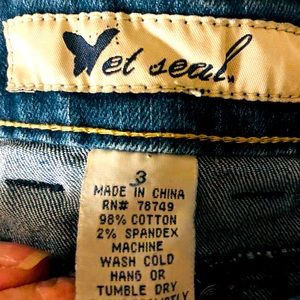 Wet seal.
3
MADE IN CHINA
RN# 78749
98% COTTON
2% SPANDEX
MACHINE
WASH COLD
HANG OR
TUMBLE DRY